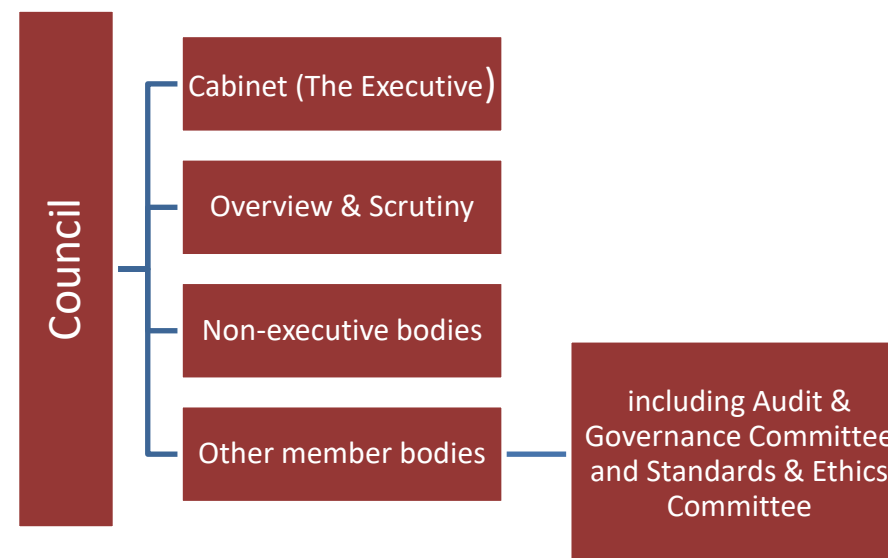 Council
Cabinet (The Executive)
Overview & Scrutiny
Non-executive bodies
Other member bodies
including Audit &
Governance Committee
and Standards & Ethics
Committee